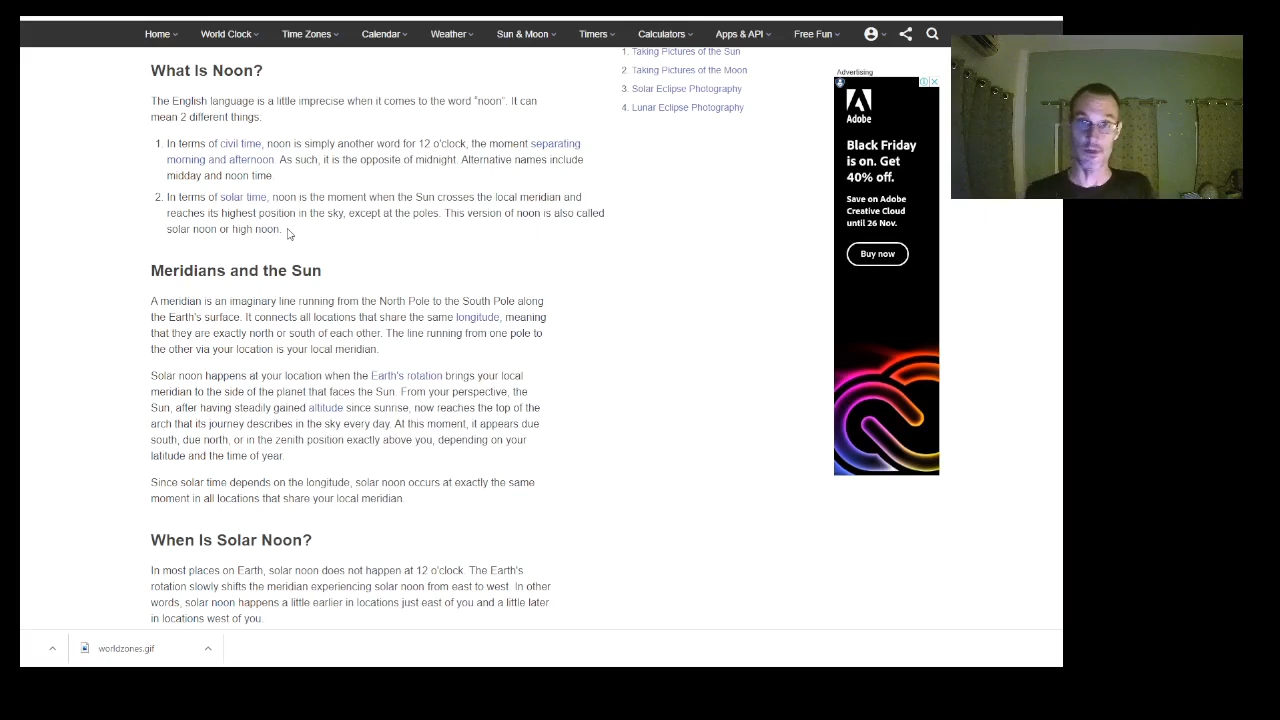 Home
World Clock
Time Zones
Calendar
Weather
Sun & Moon
Timers
Calculators
Apps & API
Free Fun
What Is Noon?
The English language is a little imprecise when it comes to the word “noon”. It can
mean 2 different things.
1. In terms of civil time, noon is simply another word for 12 o'clock, the moment separating
morning and afternoon. As such, it is the opposite of midnight. Alternative names include
midday and noon time.
2. In terms of solar time, noon is the moment when the Sun crosses the local meridian and
reaches its highest position in the sky, except at the poles. This version of noon is also called
solar noon or high noon.
Meridians and the Sun
A meridian is an imaginary line running from the North Pole to the South Pole along
the Earth's surface. It connects all locations that share the same longitude, meaning
that they are exactly north or south of each other. The line running from one pole to
the other via your location is your local meridian.
Solar noon happens at your location when the Earth's rotation brings your local
meridian to the side of the planet that faces the Sun. From your perspective, the
Sun, after having steadily gained altitude since sunrise, now reaches the top of the
arch that its journey describes in the sky every day. At this moment, it appears due
south, due north, or in the zenith position exactly above you, depending on your
latitude and the time of year.
Since solar time depends on the longitude, solar noon occurs at exactly the same
moment in all locations that share your local meridian.
When Is Solar Noon?
In most places on Earth, solar noon does not happen at 12 o'clock. The Earth's
rotation slowly shifts the meridian experiencing solar noon from east to west. In other
words, solar noon happens a little earlier in locations just east of you and a little later
in locations west of you.
1. Taking Pictures of the Sun
2. Taking Pictures of the Moon
3. Solar Eclipse Photography
4. Lunar Eclipse Photography
Advertising
Adobe
Black Friday
is on. Get
40% off.
Save on Adobe
Creative Cloud
until 26 Nov.
Buy now
worldzones.gif